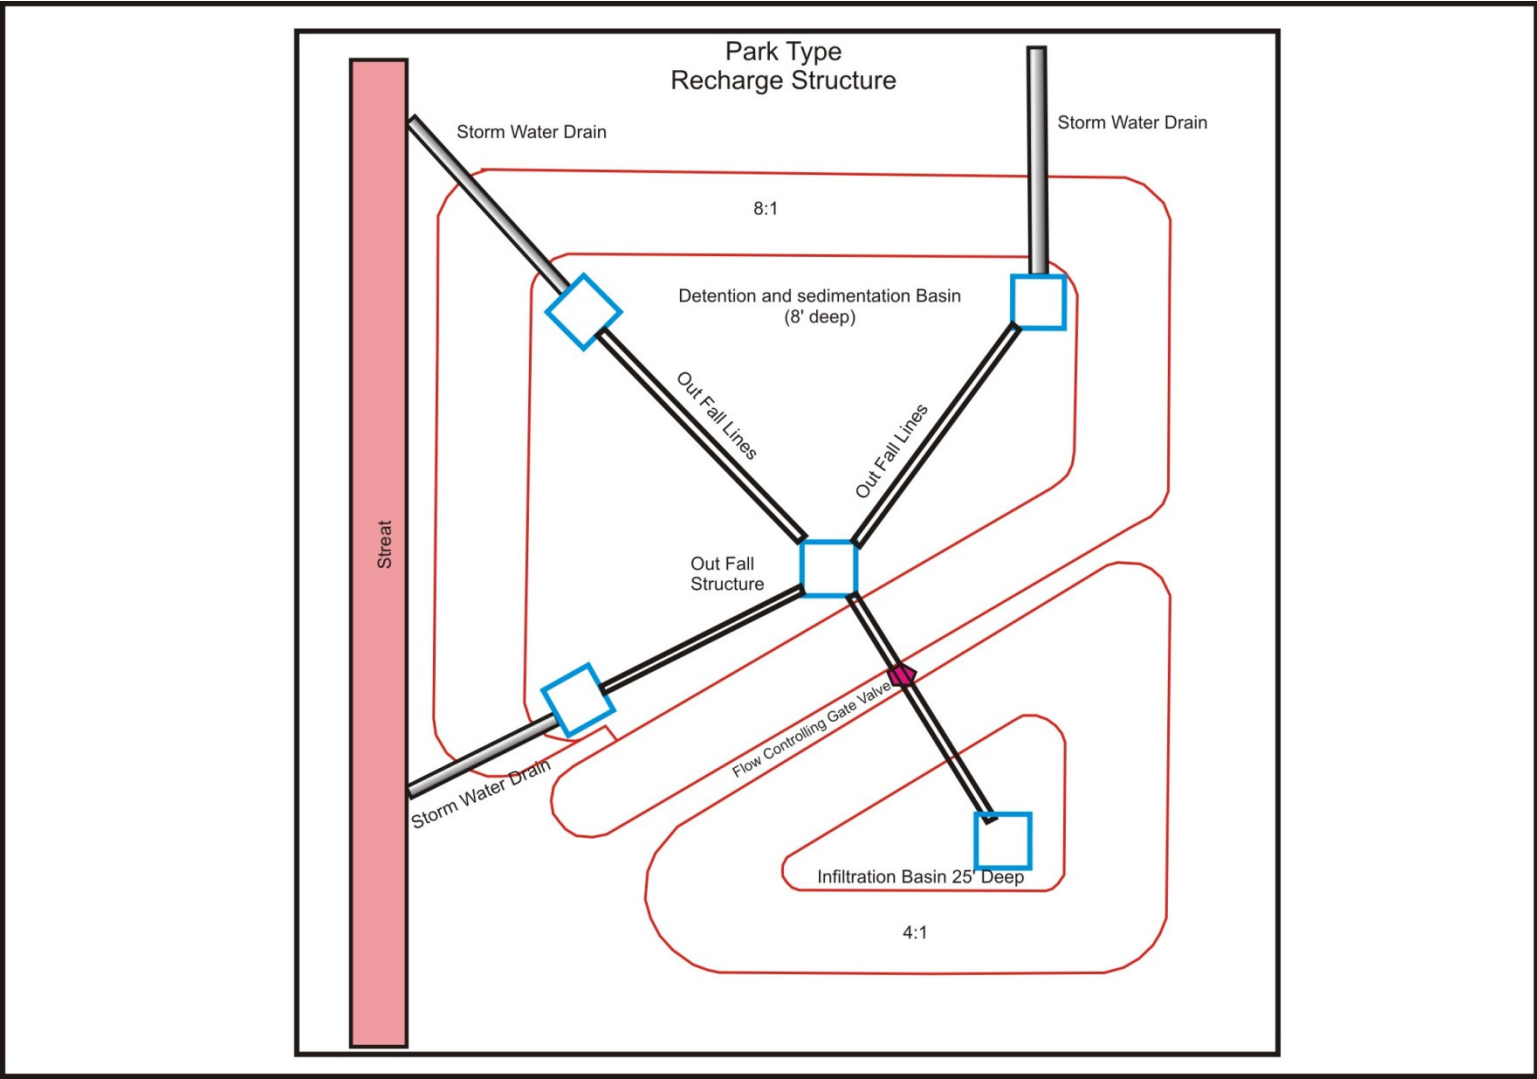 Park Type
Recharge Structure
Storm Water Drain
Storm Water Drain
8:1
Detention and sedimentation Basin
(8' deep)
Out Fall Lines
Out Fall Lines
Streat
Out Fall
Structure
Flow Controlling Gate Valve
Storm Water Drain
Infiltration Basin 25' Deep
4:1